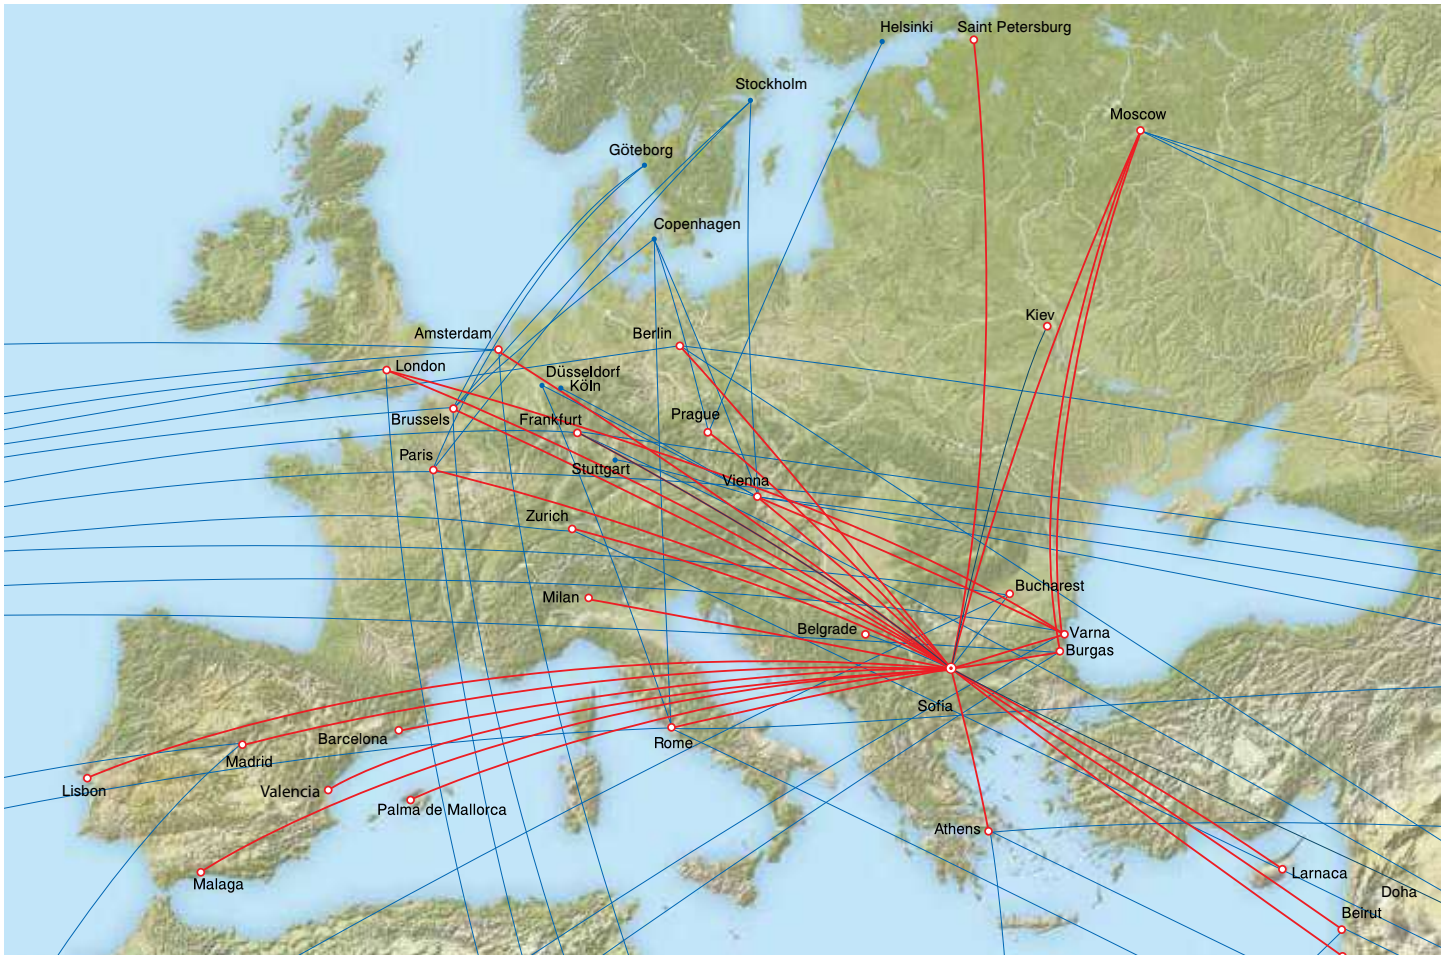 Helsinki
Saint Petersburg
Stockholm
Moscow
Göteborg
Copenhagen
Kiev
Amsterdam
Berlin
London
Düsseldorf
Köln
Brussels
Frankfurt
Prague
Paris
Stuttgart
Vienna
Zurich
Bucharest
Milan
Belgrade
Varna
Burgas
Sofia
Barcelona
Rome
Madrid
Lisbon
Valencia
Palma de Mallorca
Athens
Malaga
Larnaca
Doha
Beirut